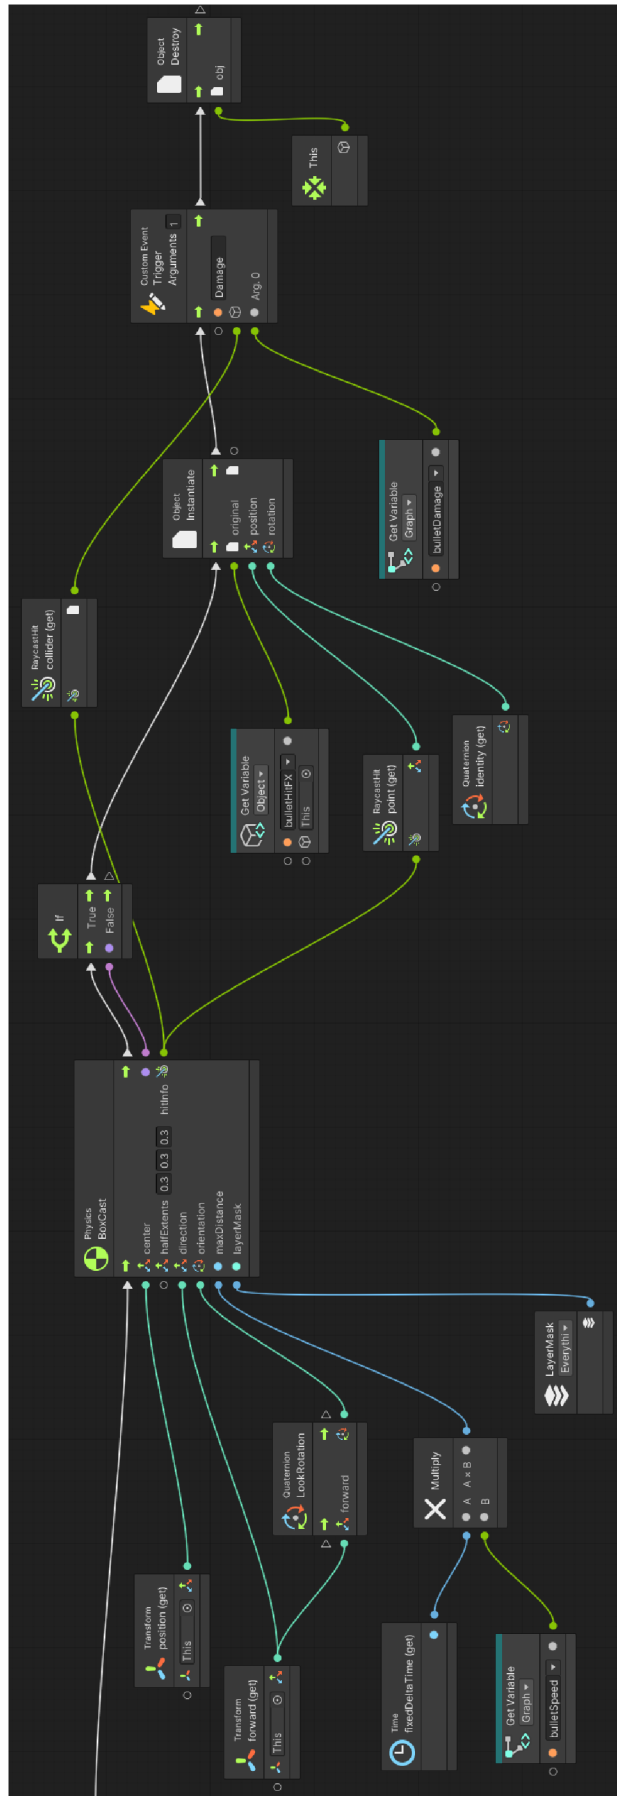 Transform
position (get)
This
Transform
forward (get)
This
Time
fixedDeltaTime (get)
Get Variable
Graph
bulletSpeed
Quaternion
LookRotation
forward
Multiply
A A × B
B
LayerMask
Everythi
Physics
BoxCast
center
halfExtents 0.3 0.3 0.3 hitInfo
direction
orientation
maxDistance
layerMask
If
True
False
RaycastHit
collider (get)
Get Variable
Object
bulletHitFX
This
RaycastHit
point (get)
Quaternion
identity (get)
Object
Instantiate
original
position
rotation
Get Variable
Graph
bulletDamage
Custom Event
Trigger
Arguments 1
Damage
Arg. 0
This
Object
Destroy
obj